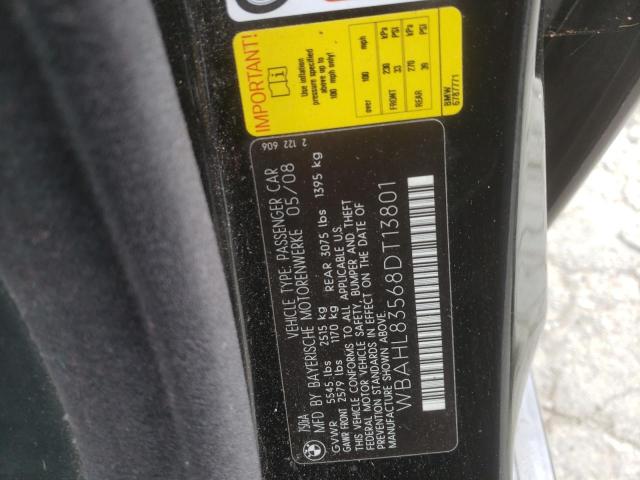 IMPORTANT!
Use inflation
pressure specified
above up to
100 mph only!
over 100 mph
FRONT 230 kPa 33 PSI
REAR 270 kPa 39 PSI
BMW
6787771
2 122 606
VEHICLE TYPE: PASSENGER CAR
MFD BY BAYERISCHE MOTORENWERKE 05/08
GVWR 5545 lbs 2515 kg
GAWR FRONT 2579 lbs 1170 kg REAR 3075 lbs 1395 kg
THIS VEHICLE CONFORMS TO ALL APPLICABLE U.S.
FEDERAL MOTOR VEHICLE SAFETY, BUMPER AND THEFT
PREVENTION STANDARDS IN EFFECT ON THE DATE OF
MANUFACTURE SHOWN ABOVE.
WBAHL83568DT13801